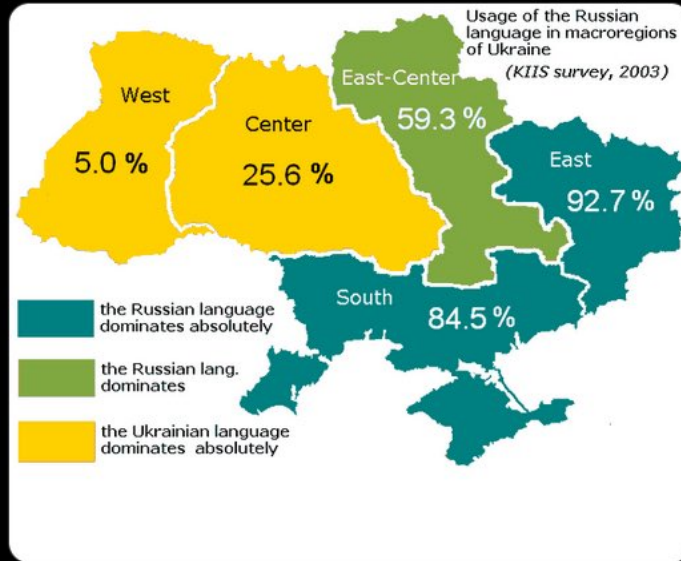 Usage of the Russian
language in macroregions
of Ukraine
(KIIS survey, 2003)
West
5.0 %
Center
25.6 %
East-Center
59.3 %
East
92.7 %
South
84.5 %
the Russian language
dominates absolutely
the Russian lang.
dominates
the Ukrainian language
dominates absolutely